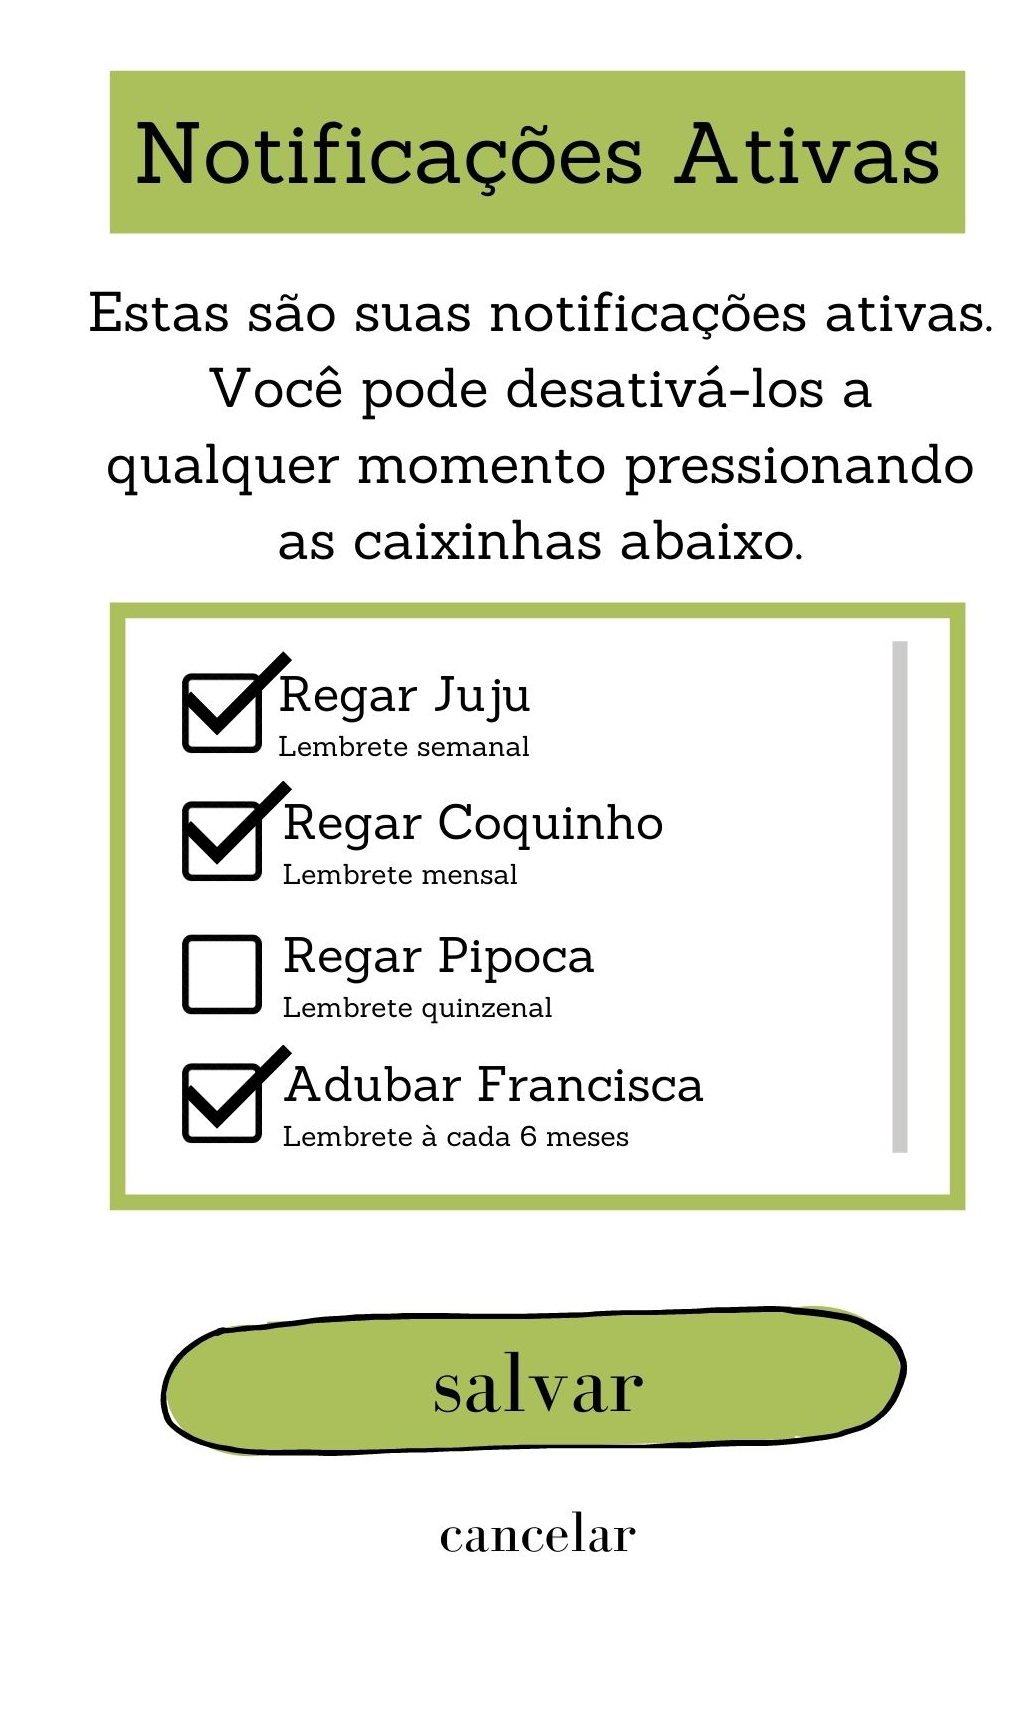 Notificações Ativas
Estas são suas notificações ativas.
Você pode desativá-los a
qualquer momento pressionando
as caixinhas abaixo.
Regar Juju
Lembrete semanal
Regar Coquinho
Lembrete mensal
Regar Pipoca
Lembrete quinzenal
Adubar Francisca
Lembrete à cada 6 meses
salvar
cancelar